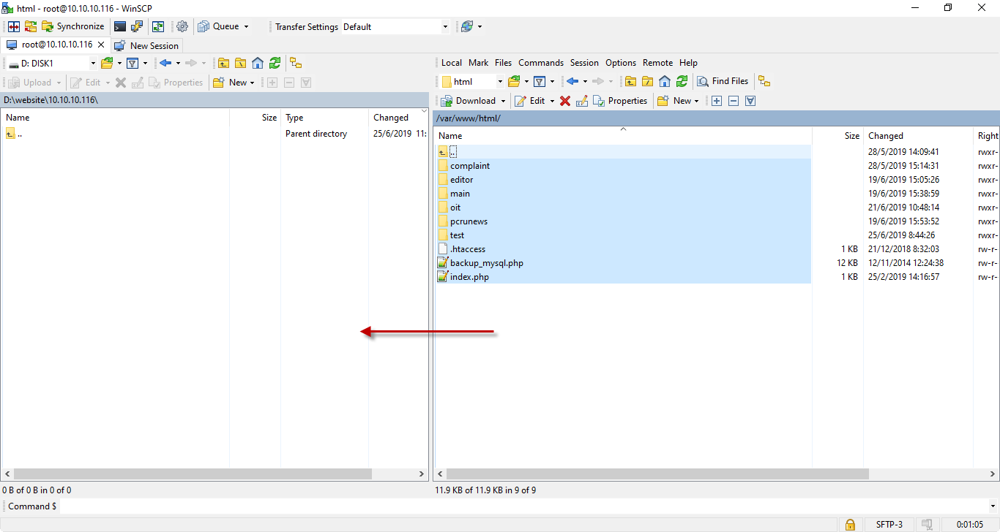 html - root@10.10.10.116 - WinSCP
Synchronize Queue Transfer Settings Default
root@10.10.10.116 New Session
D: DISK1
Upload Edit Properties New
D:\website\10.10.10.116\
Name Size Type Changed
.. Parent directory 25/6/2019 11:
0 B of 0 B in 0 of 0
Local Mark Files Commands Session Options Remote Help
html Find Files
Download Edit Properties New
/var/www/html/
Name Size Changed Right
.. 28/5/2019 14:09:41 rwxr-
complaint 28/5/2019 15:14:31 rwxr-
editor 19/6/2019 15:05:26 rwxr-
main 19/6/2019 15:38:59 rwxr-
oit 21/6/2019 10:48:14 rwxr-
pcrunews 19/6/2019 15:53:52 rwxr-
test 25/6/2019 8:44:26 rwxr-
.htaccess 1 KB 21/12/2018 8:32:03 rw-r-
backup_mysql.php 12 KB 12/11/2014 12:24:38 rw-r-
index.php 1 KB 25/2/2019 14:16:57 rw-r-
11.9 KB of 11.9 KB in 9 of 9
Command $
SFTP-3 0:01:05